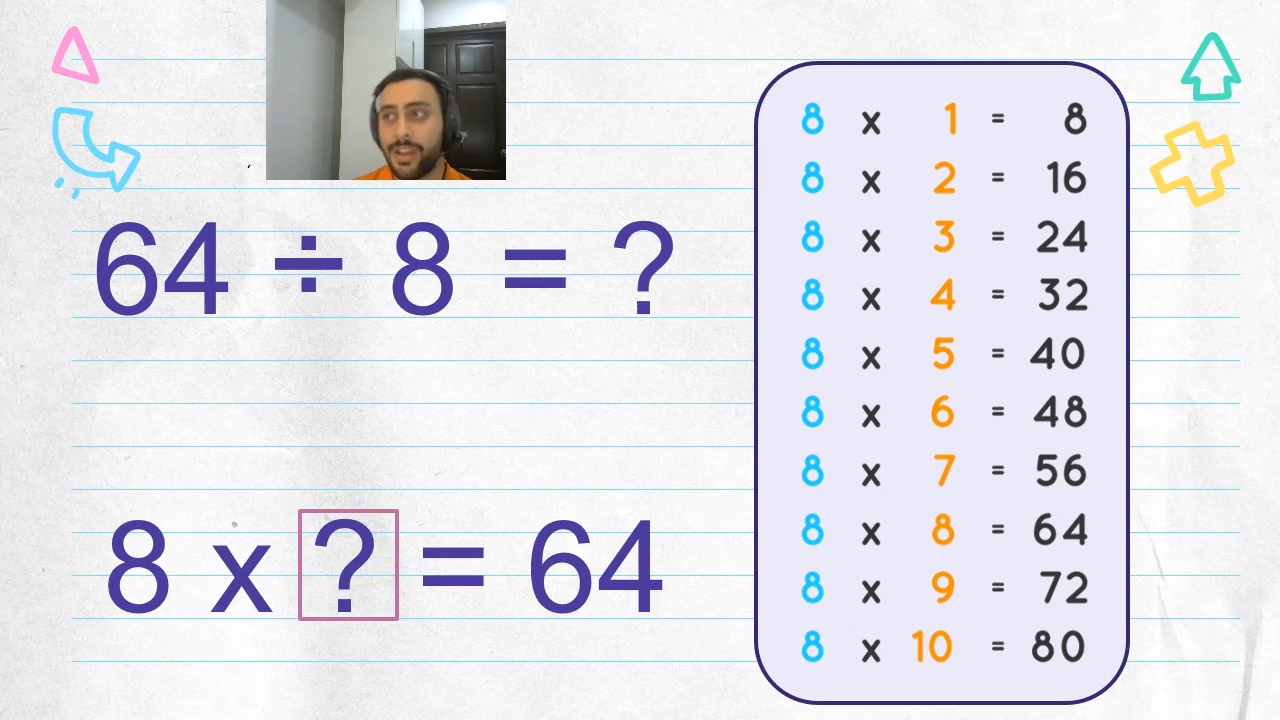 64 ÷ 8 = ?
8 x ? = 64
8 x 1 = 8
8 x 2 = 16
8 x 3 = 24
8 x 4 = 32
8 x 5 = 40
8 x 6 = 48
8 x 7 = 56
8 x 8 = 64
8 x 9 = 72
8 x 10 = 80